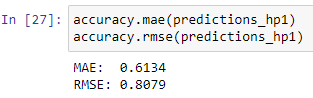 In [27]: accuracy.mae(predictions_hp1)
accuracy.rmse(predictions_hp1)
MAE:  0.6134
RMSE: 0.8079